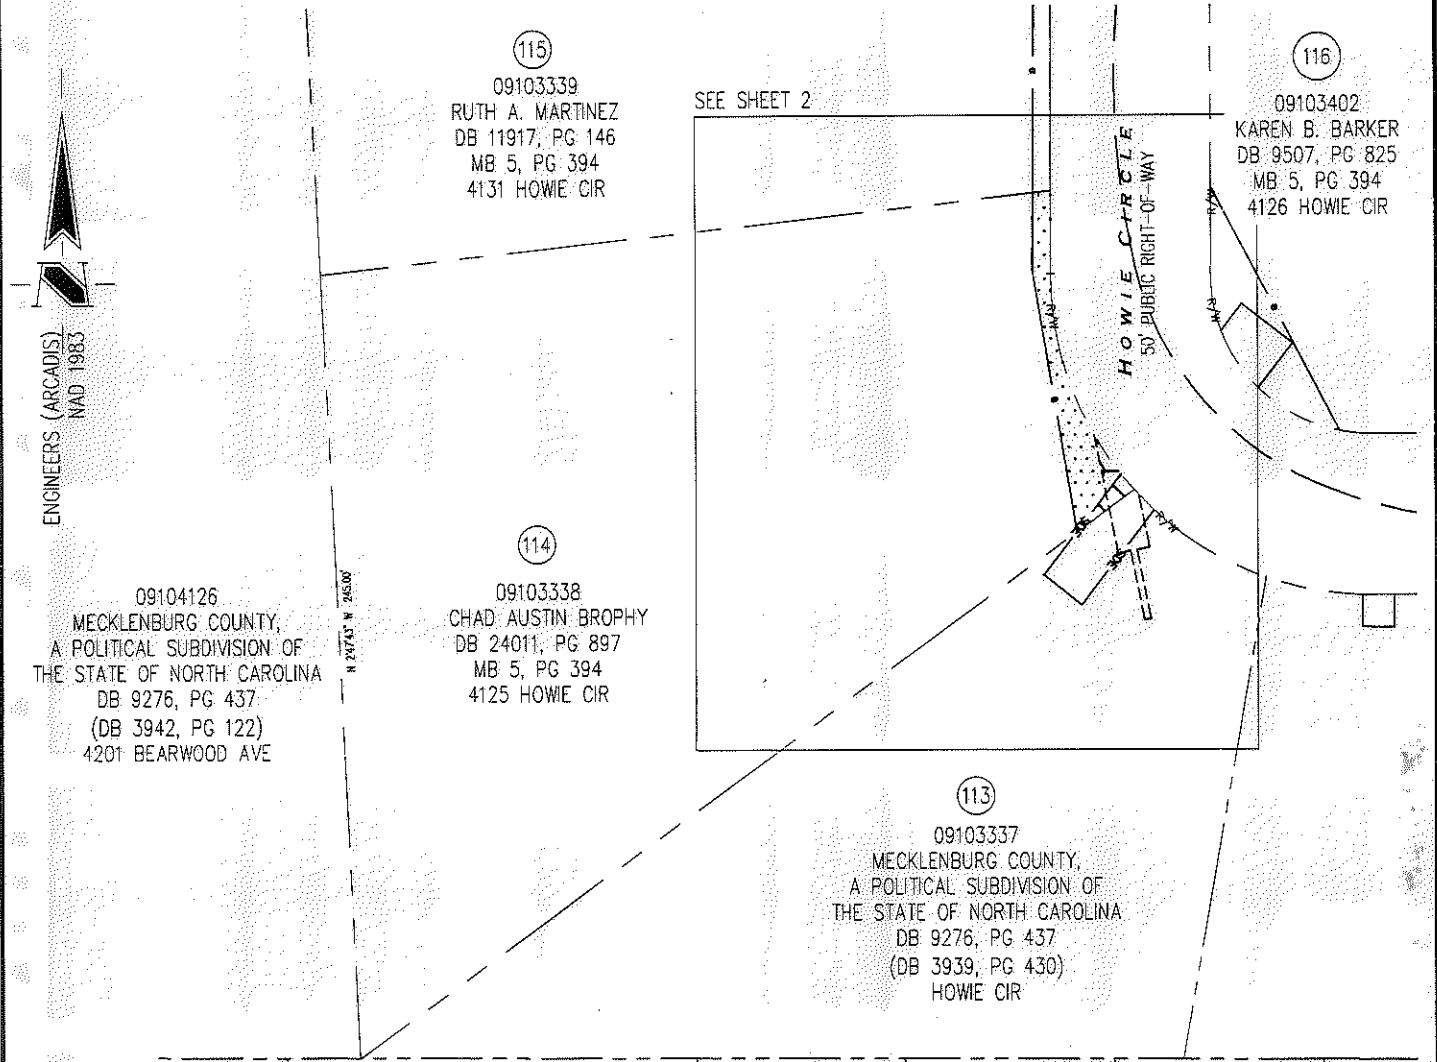 115
09103339
RUTH A. MARTINEZ
DB 11917, PG 146
MB 5, PG 394
4131 HOWIE CIR
SEE SHEET 2
116
09103402
KAREN B. BARKER
DB 9507, PG 825
MB 5, PG 394
4126 HOWIE CIR
HOWIE CIRCLE
50' PUBLIC RIGHT-OF-WAY
R/W
R/W
R/W
R/W
N
ENGINEERS (ARCADIS)
NAD 1983
09104126
MECKLENBURG COUNTY,
A POLITICAL SUBDIVISION OF
THE STATE OF NORTH CAROLINA
DB 9276, PG 437
(DB 3942, PG 122)
4201 BEARWOOD AVE
N 2°47'43" W 245.00'
114
09103338
CHAD AUSTIN BROPHY
DB 24011, PG 897
MB 5, PG 394
4125 HOWIE CIR
113
09103337
MECKLENBURG COUNTY,
A POLITICAL SUBDIVISION OF
THE STATE OF NORTH CAROLINA
DB 9276, PG 437
(DB 3939, PG 430)
HOWIE CIR